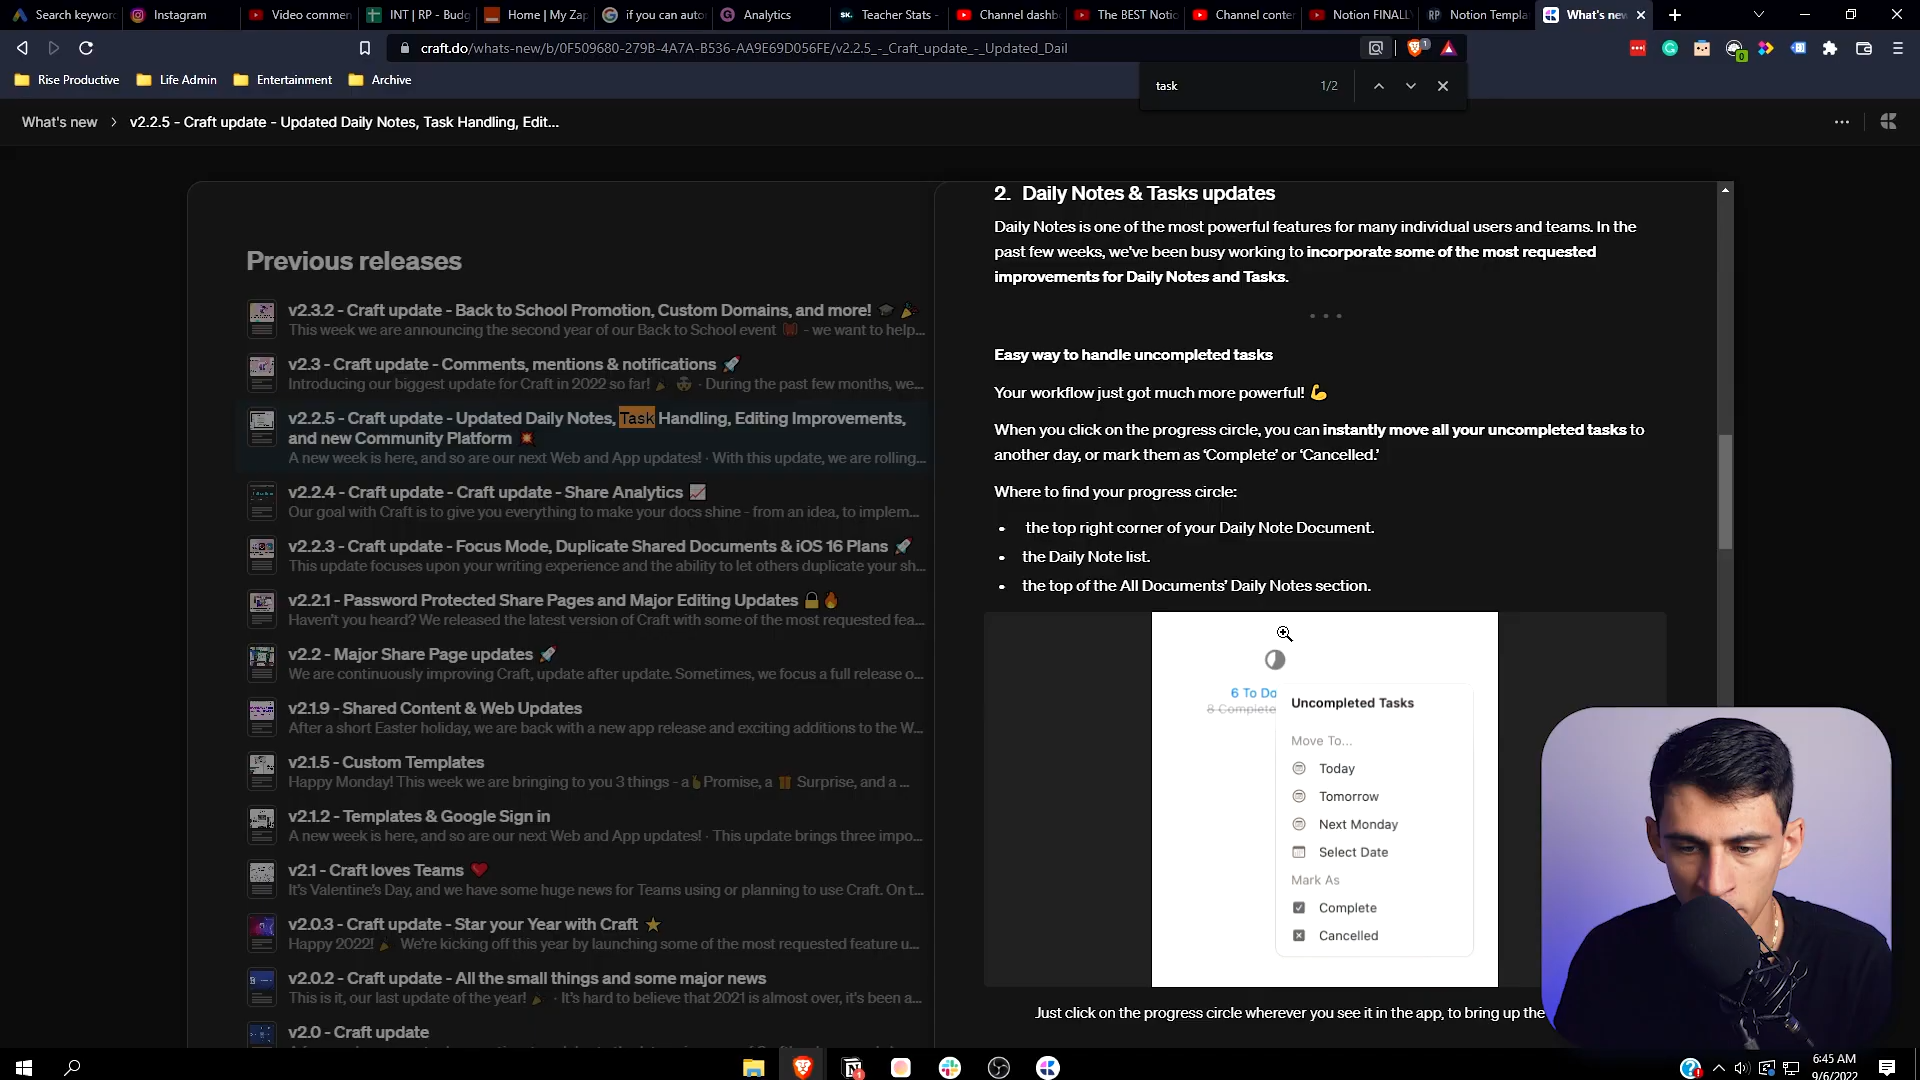 Search keyword
Instagram
Video commen
INT | RP - Budg
Home | My Zap
if you can auto
Analytics
Teacher Stats -
Channel dashb
The BEST Notio
Channel conter
Notion FINALL
Notion Templa
What's new
craft.do/whats-new/b/0F509680-279B-4A7A-B536-AA9E69D056FE/v2.2.5_-_Craft_update_-_Updated_Dail
Rise Productive
Life Admin
Entertainment
Archive
task
1/2
What's new > v2.2.5 - Craft update - Updated Daily Notes, Task Handling, Edit...
Previous releases
v2.3.2 - Craft update - Back to School Promotion, Custom Domains, and more! 🎓 🎉
This week we are announcing the second year of our Back to School event 🎒 - we want to help...
v2.3 - Craft update - Comments, mentions & notifications 🚀
Introducing our biggest update for Craft in 2022 so far! 🎉 🤯 · During the past few months, we...
v2.2.5 - Craft update - Updated Daily Notes, Task Handling, Editing Improvements,
and new Community Platform 💥
A new week is here, and so are our next Web and App updates! · With this update, we are rolling...
v2.2.4 - Craft update - Craft update - Share Analytics 📈
Our goal with Craft is to give you everything to make your docs shine - from an idea, to implem...
v2.2.3 - Craft update - Focus Mode, Duplicate Shared Documents & iOS 16 Plans 🚀
This update focuses upon your writing experience and the ability to let others duplicate your sh...
v2.2.1 - Password Protected Share Pages and Major Editing Updates 🔒🔥
Haven't you heard? We released the latest version of Craft with some of the most requested fea...
v2.2 - Major Share Page updates 🚀
We are continuously improving Craft, update after update. Sometimes, we focus a full release o...
v2.1.9 - Shared Content & Web Updates
After a short Easter holiday, we are back with a new app release and exciting additions to the W...
v2.1.5 - Custom Templates
Happy Monday! This week we are bringing to you 3 things - a Promise, a 🎁 Surprise, and a ...
v2.1.2 - Templates & Google Sign in
A new week is here, and so are our next Web and App updates! · This update brings three impo...
v2.1 - Craft loves Teams ❤️
It's Valentine's Day, and we have some huge news for Teams using or planning to use Craft. On t...
v2.0.3 - Craft update - Star your Year with Craft ⭐
Happy 2022! 🎉 We're kicking off this year by launching some of the most requested feature u...
v2.0.2 - Craft update - All the small things and some major news
This is it, our last update of the year! 🎉 · It's hard to believe that 2021 is almost over, it's been a...
v2.0 - Craft update
2. Daily Notes & Tasks updates
Daily Notes is one of the most powerful features for many individual users and teams. In the
past few weeks, we've been busy working to incorporate some of the most requested
improvements for Daily Notes and Tasks.
Easy way to handle uncompleted tasks
Your workflow just got much more powerful! 💪
When you click on the progress circle, you can instantly move all your uncompleted tasks to
another day, or mark them as 'Complete' or 'Cancelled.'
Where to find your progress circle:
• the top right corner of your Daily Note Document.
• the Daily Note list.
• the top of the All Documents' Daily Notes section.
6 To Do
8 Complete
Uncompleted Tasks
Move To...
Today
Tomorrow
Next Monday
Select Date
Mark As
Complete
Cancelled
Just click on the progress circle wherever you see it in the app, to bring up the
6:45 AM
9/6/2022